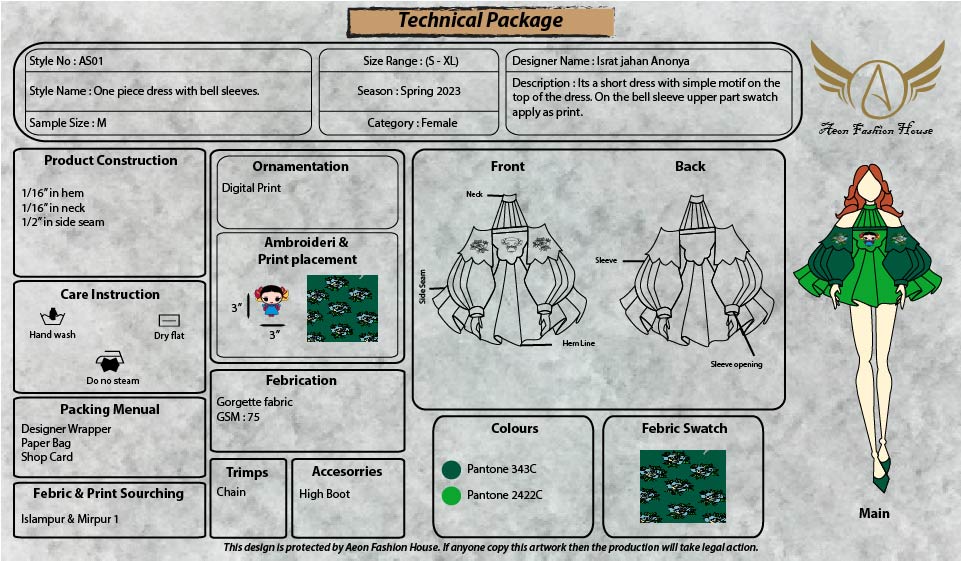 Technical Package
Style No : AS01
Style Name : One piece dress with bell sleeves.
Sample Size : M
Size Range : (S - XL)
Season : Spring 2023
Category : Female
Designer Name : Israt jahan Anonya
Description : Its a short dress with simple motif on the
top of the dress. On the bell sleeve upper part swatch
apply as print.
A
Aeon Fashion House
Product Construction
1/16” in hem
1/16” in neck
1/2” in side seam
Care Instruction
Hand wash
Dry flat
Do no steam
Packing Menual
Designer Wrapper
Paper Bag
Shop Card
Febric & Print Sourching
Islampur & Mirpur 1
Ornamentation
Digital Print
Ambroideri &
Print placement
3”
3”
Febrication
Gorgette fabric
GSM : 75
Trimps
Chain
Accesorries
High Boot
Front
Back
Neck
Side Seam
Hem Line
Sleeve
Sleeve opening
Colours
Pantone 343C
Pantone 2422C
Febric Swatch
Main
This design is protected by Aeon Fashion House. If anyone copy this artwork then the production will take legal action.